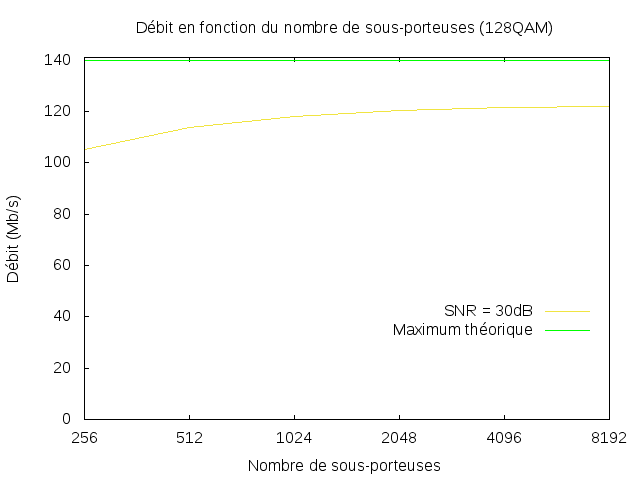 Débit en fonction du nombre de sous-porteuses (128QAM)
140
120
100
80
60
40
20
0
Débit (Mb/s)
SNR = 30dB
Maximum théorique
256 512 1024 2048 4096 8192
Nombre de sous-porteuses